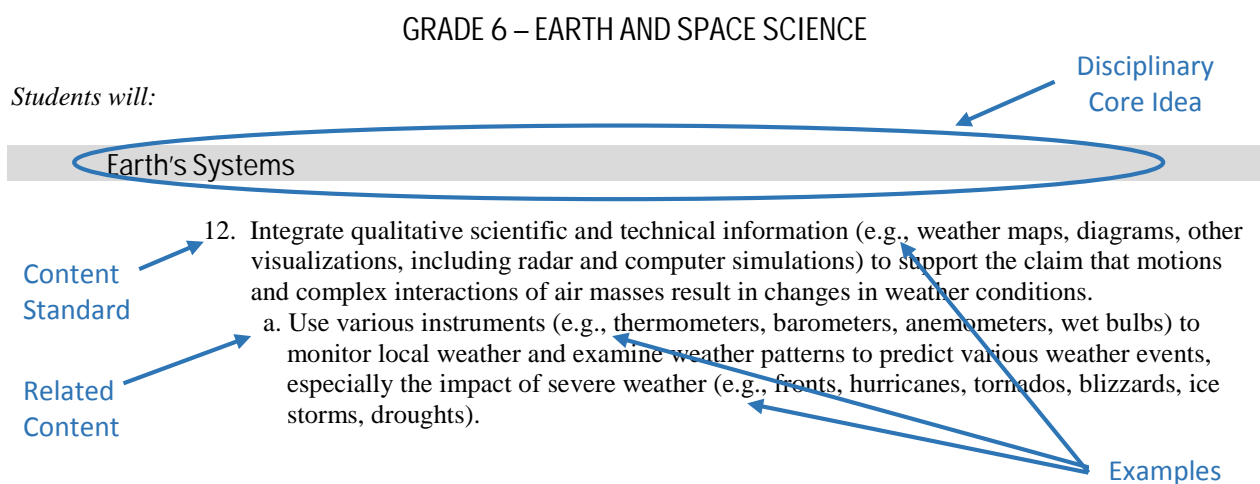 GRADE 6 – EARTH AND SPACE SCIENCE
Disciplinary
Core Idea
Students will:
Earth's Systems
12. Integrate qualitative scientific and technical information (e.g., weather maps, diagrams, other
visualizations, including radar and computer simulations) to support the claim that motions
and complex interactions of air masses result in changes in weather conditions.
Content
Standard
a. Use various instruments (e.g., thermometers, barometers, anemometers, wet bulbs) to
monitor local weather and examine weather patterns to predict various weather events,
especially the impact of severe weather (e.g., fronts, hurricanes, tornados, blizzards, ice
storms, droughts).
Related
Content
Examples